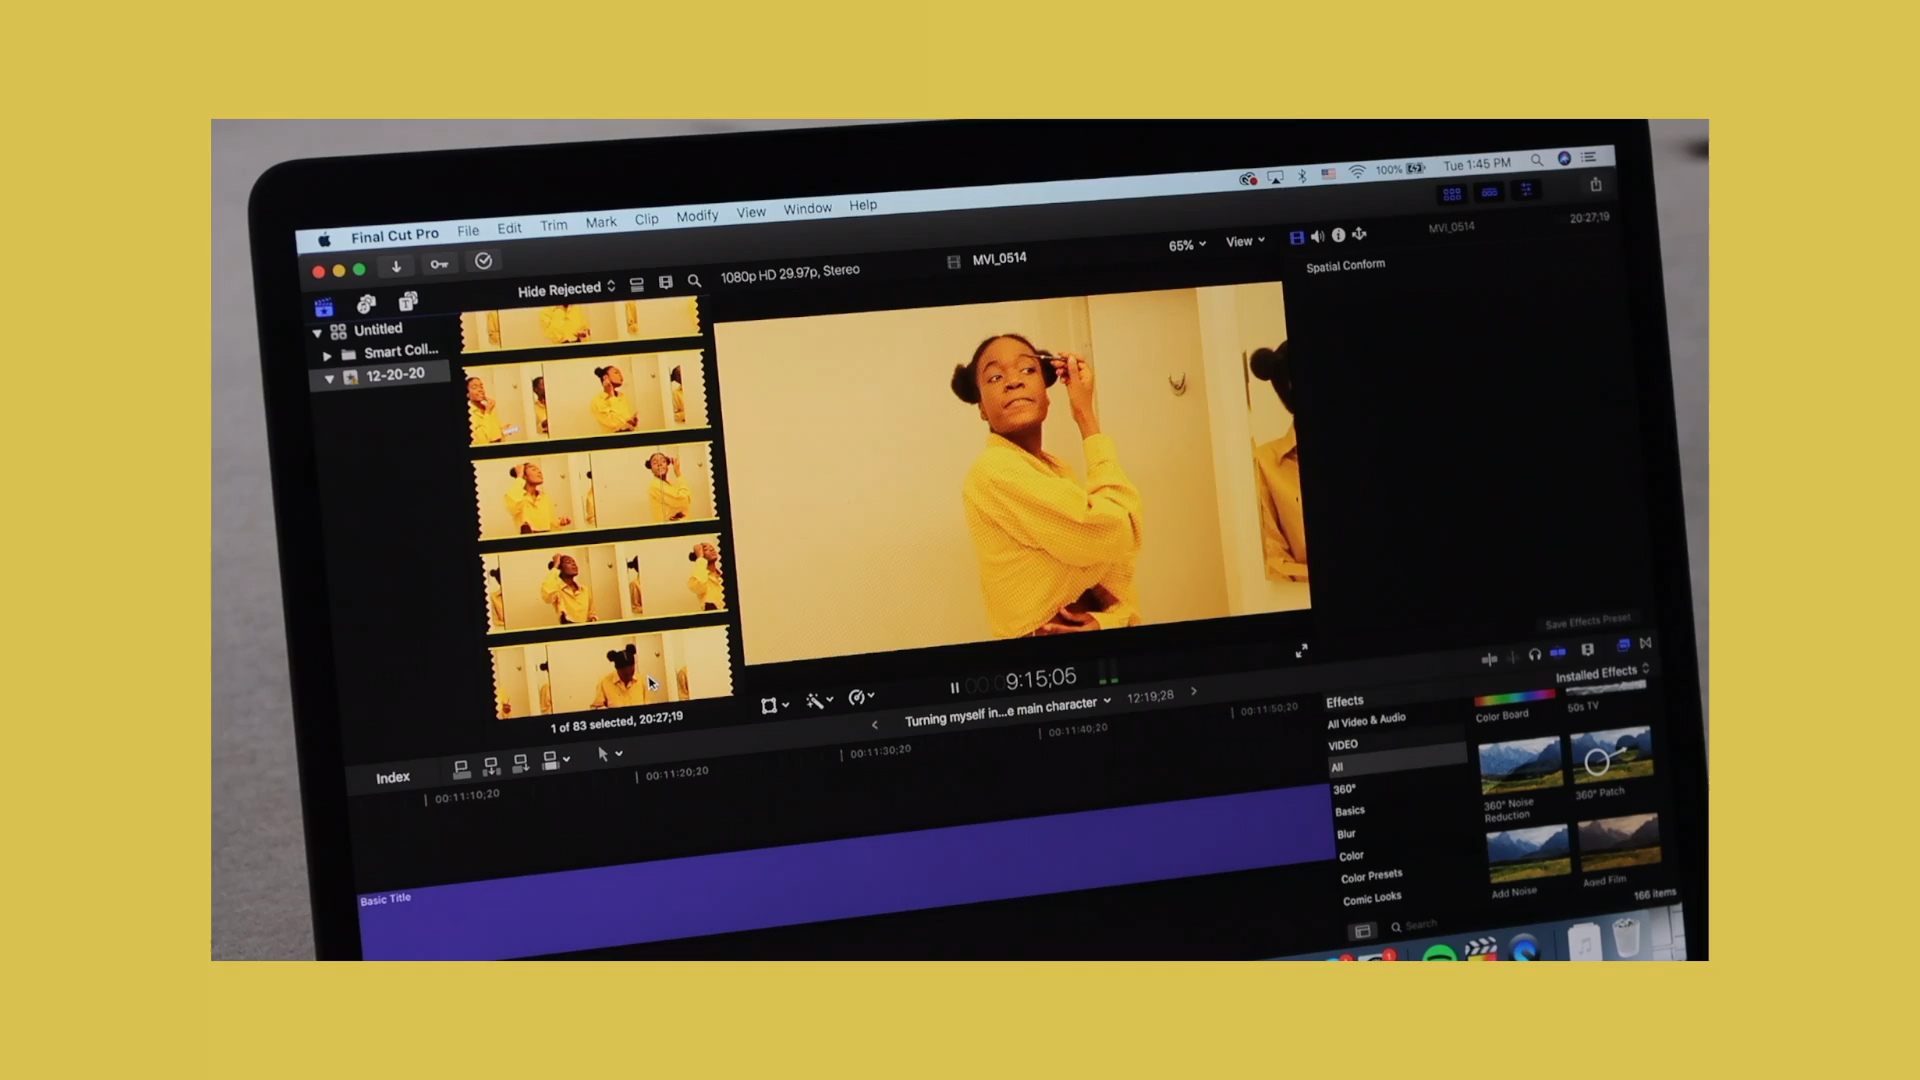 Final Cut Pro File Edit Trim Mark Clip Modify View Window Help
100% Tue 1:45 PM
Hide Rejected
1080p HD 29.97p, Stereo
MVI_0514
65% View
MVI_0514
20:27;19
Spatial Conform
Untitled
Smart Coll...
12-20-20
1 of 83 selected, 20:27;19
9:15;05
Save Effects Preset
Turning myself in...e main character
12:19;28
Index
00:11:10;20
00:11:20;20
00:11:30;20
00:11:40;20
00:11:50;20
Basic Title
Effects
Installed Effects
All Video & Audio
VIDEO
All
360°
Basics
Blur
Color
Color Presets
Comic Looks
Color Board
50s TV
360° Noise
Reduction
360° Patch
Add Noise
Aged Film
166 items
Search